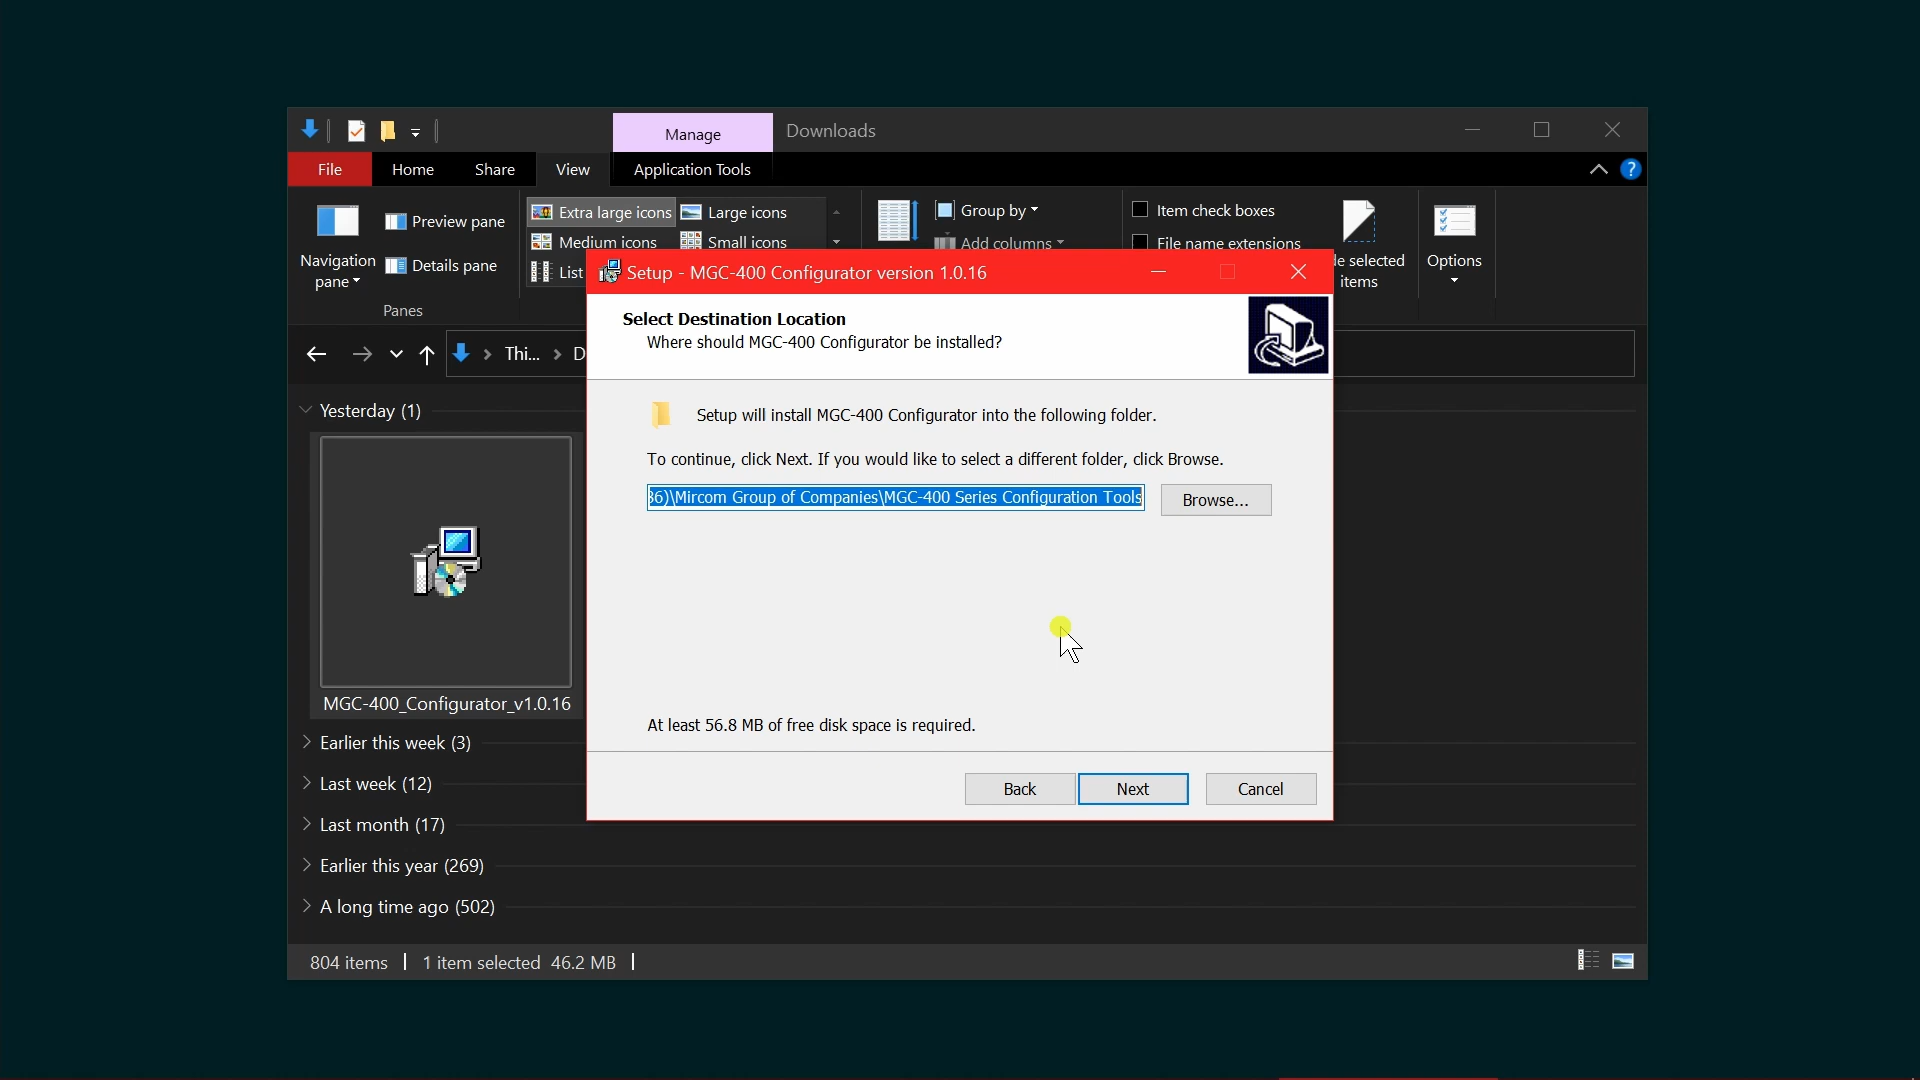 Manage
Downloads
File
Home
Share
View
Application Tools
?
Navigation pane
Preview pane
Details pane
Panes
Extra large icons
Large icons
Medium icons
Small icons
List
Group by
Add columns
Item check boxes
File name extensions
selected
items
Options
Thi...
Setup - MGC-400 Configurator version 1.0.16
Select Destination Location
Where should MGC-400 Configurator be installed?
Setup will install MGC-400 Configurator into the following folder.
To continue, click Next. If you would like to select a different folder, click Browse.
86)\Mircom Group of Companies\MGC-400 Series Configuration Tools
Browse...
At least 56.8 MB of free disk space is required.
Back
Next
Cancel
Yesterday (1)
MGC-400_Configurator_v1.0.16
Earlier this week (3)
Last week (12)
Last month (17)
Earlier this year (269)
A long time ago (502)
804 items
1 item selected 46.2 MB